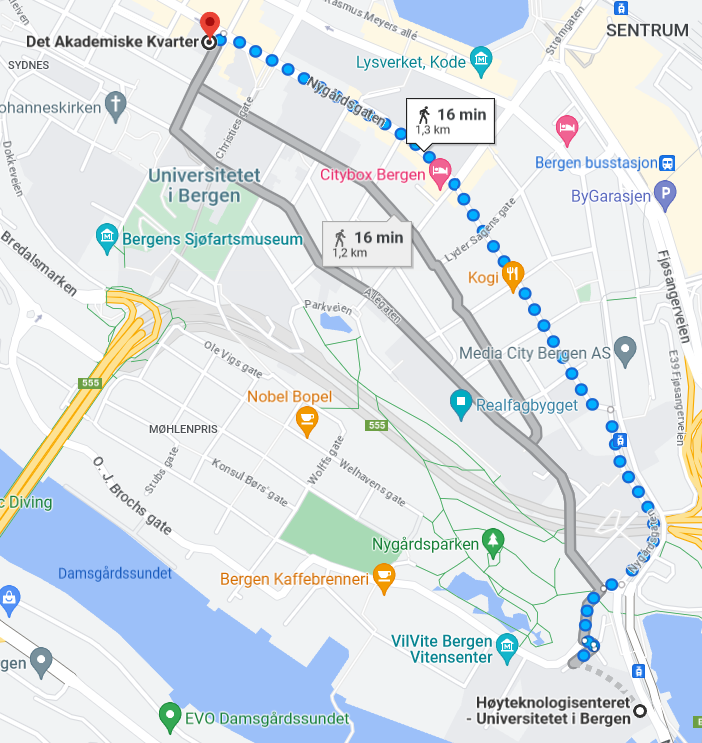 Erasmus Meyers allé
Strømgaten
SENTRUM
Det Akademiske Kvarter
SYDNES
Lysverket, Kode
Nygårdsgaten
Johanneskirken
Christies gate
16 min
1,3 km
Dokkeveien
Universitetet
i Bergen
Citybox Bergen
Bergen busstasjon
ByGarasjen
Bergens Sjøfartsmuseum
16 min
1,2 km
Lyder Sagens gate
Bredalsmarken
Kogi
Fjøsangerveien
Parkveien
Allégaten
Ole Vigs gate
Media City Bergen AS
E39 Fjøsangerveien
555
Nobel Bopel
Realfagbygget
MØHLENPRIS
555
Stubs gate
Konsul Børs' gate
Wolffs gate
Welhavens gate
O. J. Brochs gate
c Diving
Nygårdsgaten
Nygårdsparken
Damsgårdssundet
Bergen Kaffebrenneri
VilVite Bergen
Vitensenter
gen
Høyteknologisenteret
- Universitetet i Bergen
EVO Damsgårdssundet